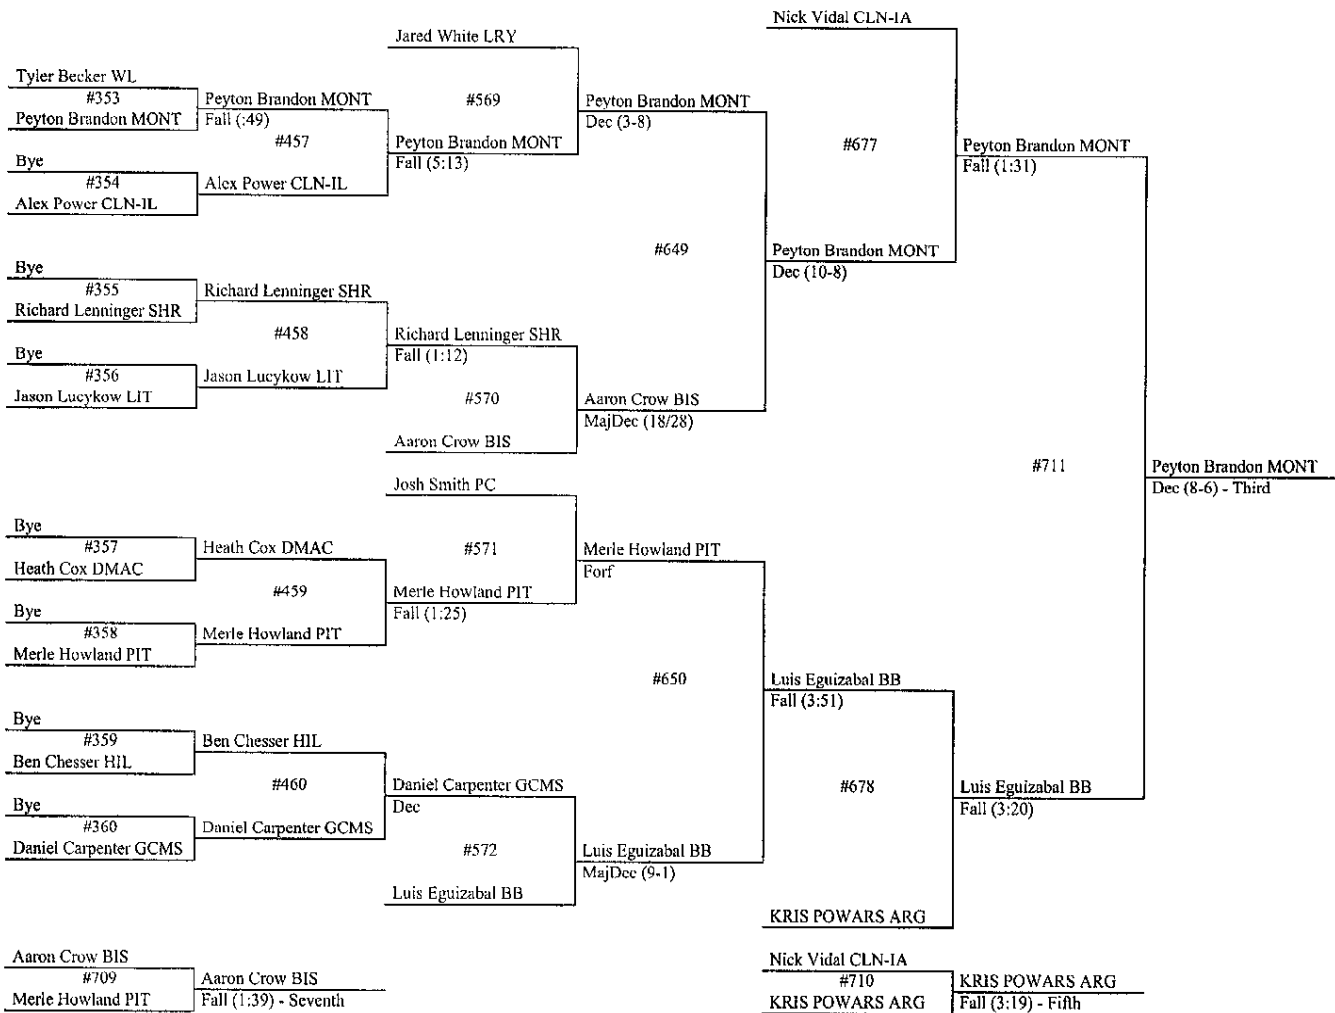 Nick Vidal CLN-IA
Jared White LRY
Tyler Becker WL
#353
Peyton Brandon MONT
Peyton Brandon MONT
Fall (:49)
#457
#569
Peyton Brandon MONT
Dec (3-8)
Peyton Brandon MONT
Fall (5:13)
#677
Peyton Brandon MONT
Fall (1:31)
Bye
#354
Alex Power CLN-IL
Alex Power CLN-IL
#649
Peyton Brandon MONT
Dec (10-8)
Bye
#355
Richard Lenninger SHR
Richard Lenninger SHR
#458
Richard Lenninger SHR
Fall (1:12)
Bye
#356
Jason Lucykow LIT
Jason Lucykow LIT
#570
Aaron Crow BIS
MajDec (18/28)
Aaron Crow BIS
#711
Peyton Brandon MONT
Dec (8-6) - Third
Josh Smith PC
Bye
#357
Heath Cox DMAC
Heath Cox DMAC
#571
Merle Howland PIT
Forf
#459
Merle Howland PIT
Fall (1:25)
Bye
#358
Merle Howland PIT
Merle Howland PIT
#650
Luis Eguizabal BB
Fall (3:51)
Bye
#359
Ben Chesser HIL
Ben Chesser HIL
#460
Daniel Carpenter GCMS
Dec
#678
Luis Eguizabal BB
Fall (3:20)
Bye
#360
Daniel Carpenter GCMS
Daniel Carpenter GCMS
#572
Luis Eguizabal BB
MajDec (9-1)
Luis Eguizabal BB
KRIS POWARS ARG
Aaron Crow BIS
#709
Merle Howland PIT
Aaron Crow BIS
Fall (1:39) - Seventh
Nick Vidal CLN-IA
#710
KRIS POWARS ARG
KRIS POWARS ARG
Fall (3:19) - Fifth